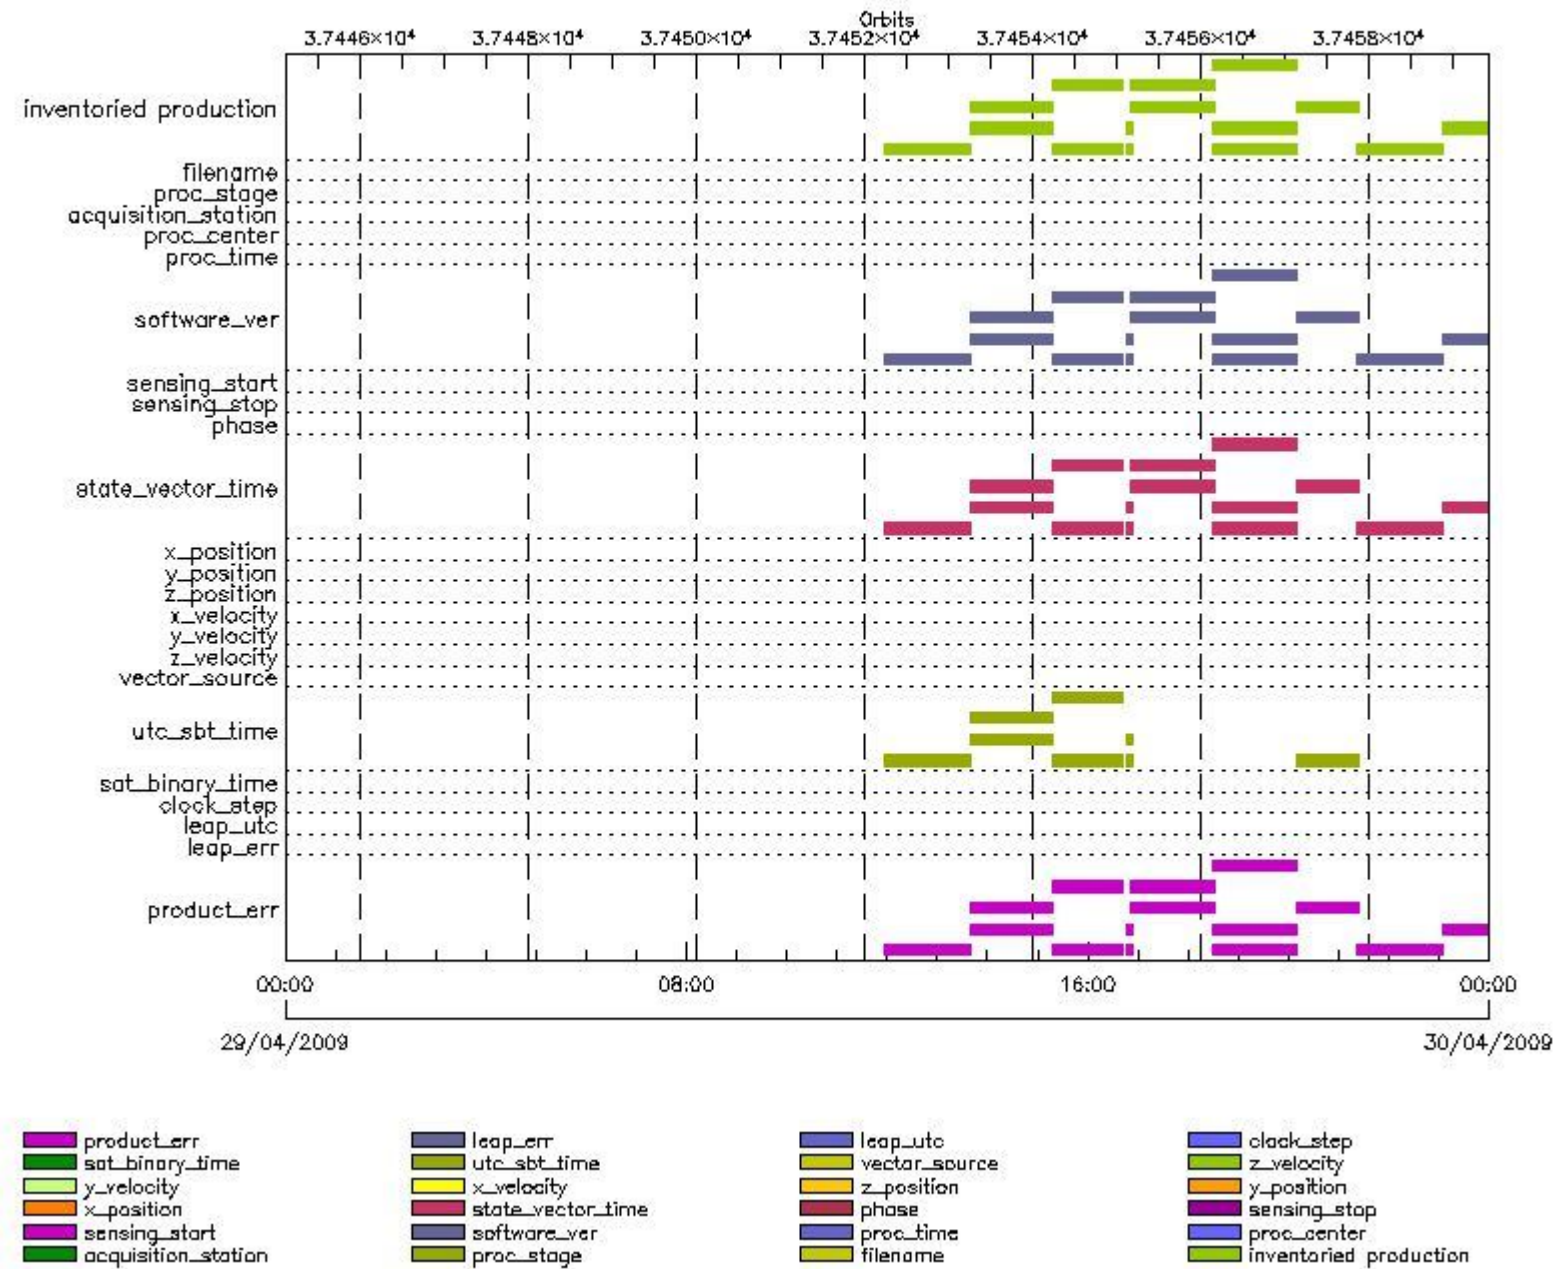 Orbits
3.7446×10⁴ 3.7448×10⁴ 3.7450×10⁴ 3.7452×10⁴ 3.7454×10⁴ 3.7456×10⁴ 3.7458×10⁴
inventoried production
filename
proc_stage
acquisition_station
proc_center
proc_time
software_ver
sensing_start
sensing_stop
phase
state_vector_time
x_position
y_position
z_position
x_velocity
y_velocity
z_velocity
vector_source
utc_sbt_time
sat_binary_time
clock_step
leap_utc
leap_err
product_err
00:00 08:00 16:00 00:00
29/04/2009 30/04/2009
product_err leap_err leap_utc clock_step
sat_binary_time utc_sbt_time vector_source z_velocity
y_velocity x_velocity z_position y_position
x_position state_vector_time phase sensing_stop
sensing_start software_ver proc_time proc_center
acquisition_station proc_stage filename inventoried production